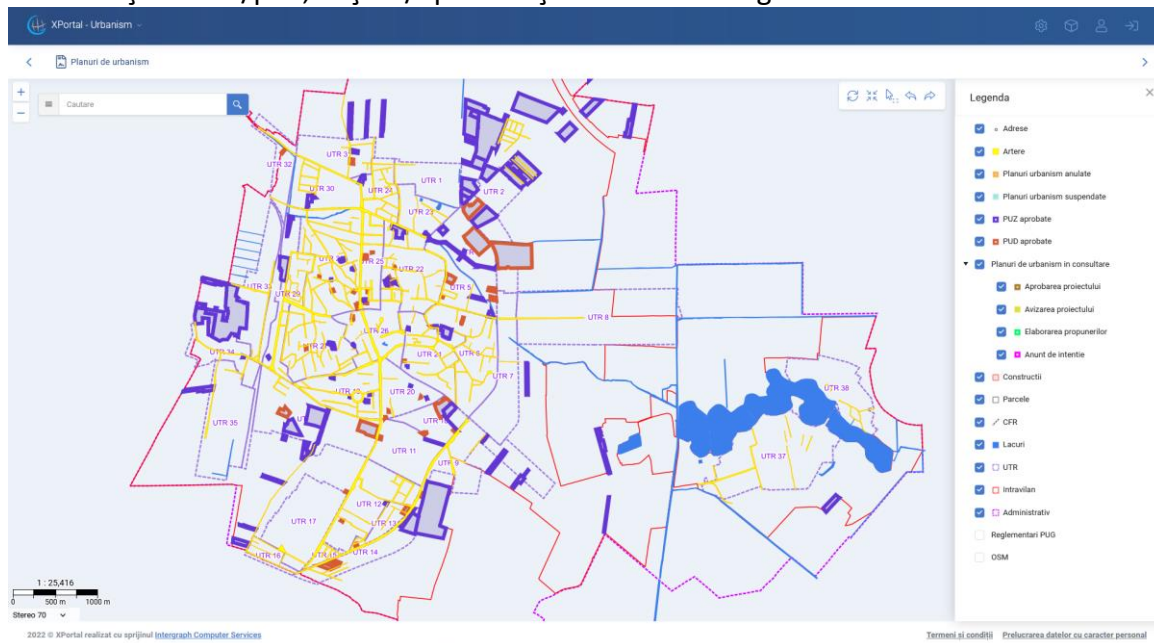 XPortal - Urbanism
Planuri de urbanism
Cautare
Legenda
Adrese
Artere
Planuri urbanism anulate
Planuri urbanism suspendate
PUZ aprobate
PUD aprobate
Planuri de urbanism in consultare
Aprobarea proiectului
Avizarea proiectului
Elaborarea propunerilor
Anunt de intentie
Constructii
Parcele
CFR
Lacuri
UTR
Intravilan
Administrativ
Reglementari PUG
OSM
UTR 32
UTR 30
UTR 1
UTR 2
UTR 24
UTR 23
UTR 25
UTR 22
UTR 5
UTR 29
UTR 8
UTR 26
UTR 21
UTR 6
UTR 34
UTR 7
UTR 20
UTR 38
UTR 35
UTR 11
UTR 9
UTR 37
UTR 12
UTR 17
UTR 13
UTR 14
UTR 16
1 : 25,416
0 500 m 1000 m
Stereo 70
2022 © XPortal realizat cu sprijinul Intergraph Computer Services
Termeni si condiții Prelucrarea datelor cu caracter personal